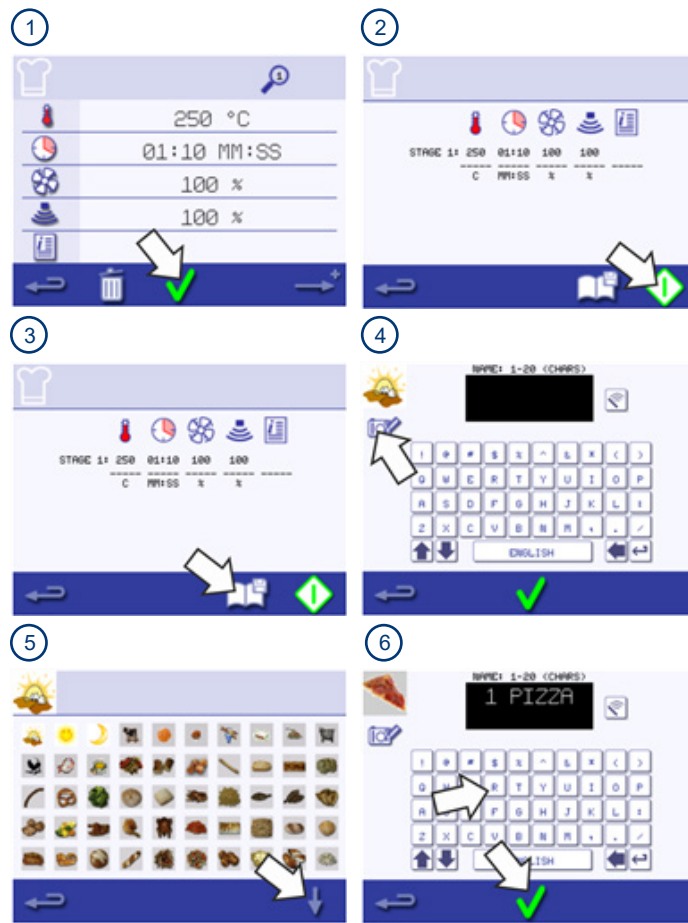 1
1
250 °C
01:10 MM:SS
100 %
100 %
2
STAGE 1: 250 01:10 100 100
C MM:SS % %
3
STAGE 1: 250 01:10 100 100
C MM:SS % %
4
NAME: 1-20 (CHARS)
! @ # $ % ^ & * ( )
Q W E R T Y U I O P
A S D F G H J K L :
Z X C V B N M , . /
ENGLISH
5
6
NAME: 1-20 (CHARS)
1 PIZZA
! @ # $ % ^ & * ( )
Q R T Y U I O P
A F G H J K L :
Z X C V B N M , . /
LISH